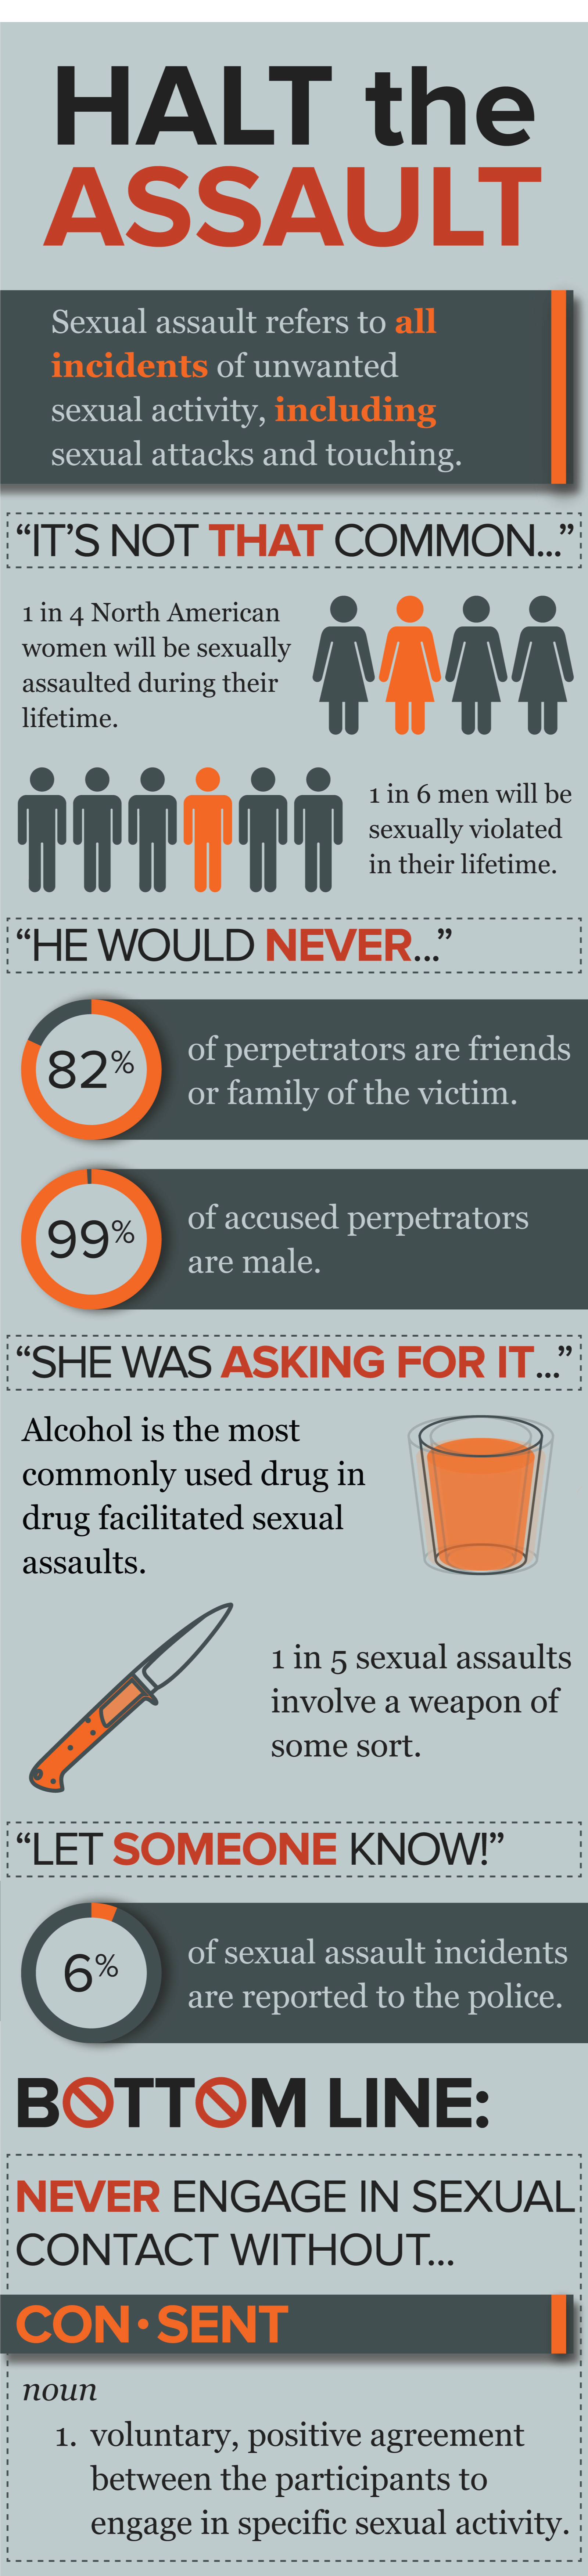 HALT the
ASSAULT
Sexual assault refers to all
incidents of unwanted
sexual activity, including
sexual attacks and touching.
“IT’S NOT THAT COMMON...”
1 in 4 North American
women will be sexually
assaulted during their
lifetime.
1 in 6 men will be
sexually violated
in their lifetime.
“HE WOULD NEVER...”
82%
of perpetrators are friends
or family of the victim.
99%
of accused perpetrators
are male.
“SHE WAS ASKING FOR IT...”
Alcohol is the most
commonly used drug in
drug facilitated sexual
assaults.
1 in 5 sexual assaults
involve a weapon of
some sort.
“LET SOMEONE KNOW!”
6%
of sexual assault incidents
are reported to the police.
BOTTOM LINE:
NEVER ENGAGE IN SEXUAL
CONTACT WITHOUT...
CON·SENT
noun
1. voluntary, positive agreement
between the participants to
engage in specific sexual activity.